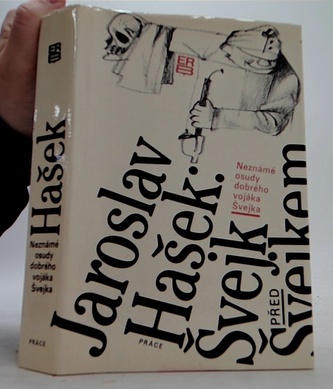 Hašek
Neznámé
osudy
dobrého
vojáka
Švejka
PRÁCE
Jaroslav
Hašek:
Švejk
PŘED
Švejkem
Neznámé
osudy
dobrého
vojáka
Švejka
PRÁCE